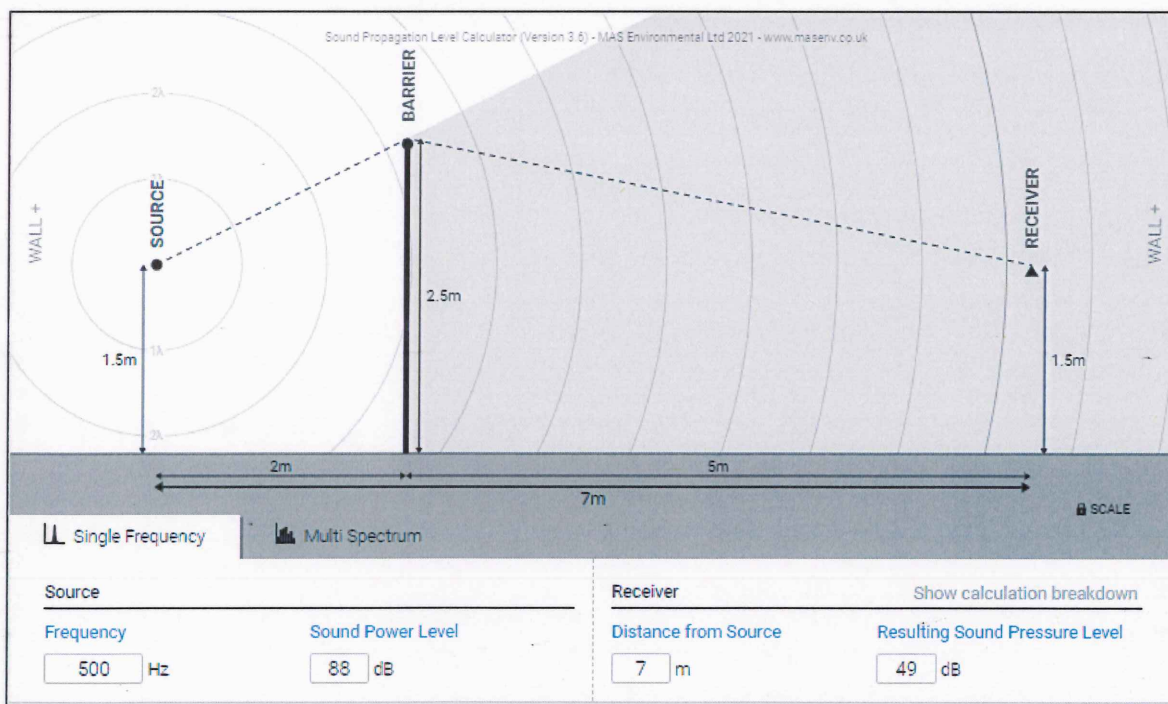 Sound Propagation Level Calculator (Version 3.6) - MAS Environmental Ltd 2021 - www.masenv.co.uk
BARRIER
2λ
SOURCE
RECEIVER
WALL +
WALL +
2.5m
1.5m
1λ
1.5m
2λ
2m
5m
7m
SCALE
Single Frequency
Multi Spectrum
Source
Receiver
Show calculation breakdown
Frequency
Sound Power Level
Distance from Source
Resulting Sound Pressure Level
500 Hz
88 dB
7 m
49 dB